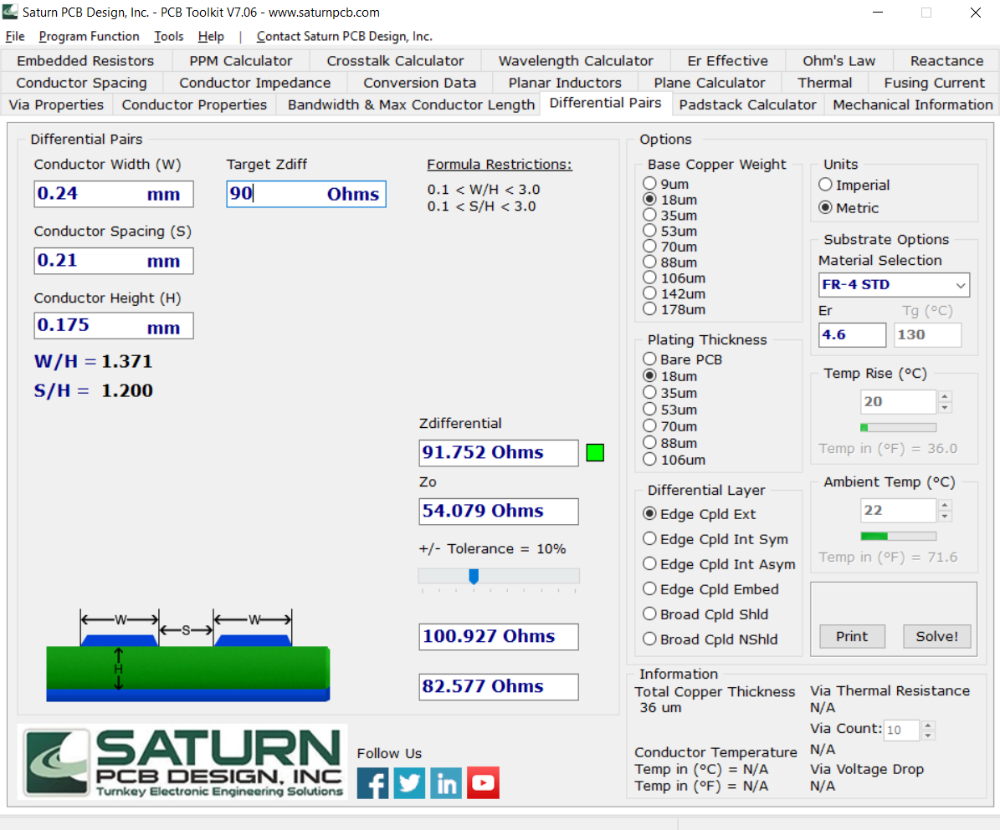 Saturn PCB Design, Inc. - PCB Toolkit V7.06 - www.saturnpcb.com
File Program Function Tools Help | Contact Saturn PCB Design, Inc.
Embedded Resistors PPM Calculator Crosstalk Calculator Wavelength Calculator Er Effective Ohm's Law Reactance
Conductor Spacing Conductor Impedance Conversion Data Planar Inductors Plane Calculator Thermal Fusing Current
Via Properties Conductor Properties Bandwidth & Max Conductor Length Differential Pairs Padstack Calculator Mechanical Information
Differential Pairs
Conductor Width (W)
0.24 mm
Target Zdiff
90 Ohms
Formula Restrictions:
0.1 < W/H < 3.0
0.1 < S/H < 3.0
Conductor Spacing (S)
0.21 mm
Conductor Height (H)
0.175 mm
W/H = 1.371
S/H = 1.200
Zdifferential
91.752 Ohms
Zo
54.079 Ohms
+/- Tolerance = 10%
100.927 Ohms
82.577 Ohms
W S W
H
Options
Base Copper Weight
9um
18um
35um
53um
70um
88um
106um
142um
178um
Plating Thickness
Bare PCB
18um
35um
53um
70um
88um
106um
Differential Layer
Edge Cpld Ext
Edge Cpld Int Sym
Edge Cpld Int Asym
Edge Cpld Embed
Broad Cpld Shld
Broad Cpld NShld
Units
Imperial
Metric
Substrate Options
Material Selection
FR-4 STD
Er Tg (°C)
4.6 130
Temp Rise (°C)
20
Temp in (°F) = 36.0
Ambient Temp (°C)
22
Temp in (°F) = 71.6
Print Solve!
Information
Total Copper Thickness
36 um
Conductor Temperature
Temp in (°C) = N/A
Temp in (°F) = N/A
Via Thermal Resistance
N/A
Via Count: 10
N/A
Via Voltage Drop
N/A
SATURN
PCB DESIGN, INC
Turnkey Electronic Engineering Solutions
Follow Us
f
in